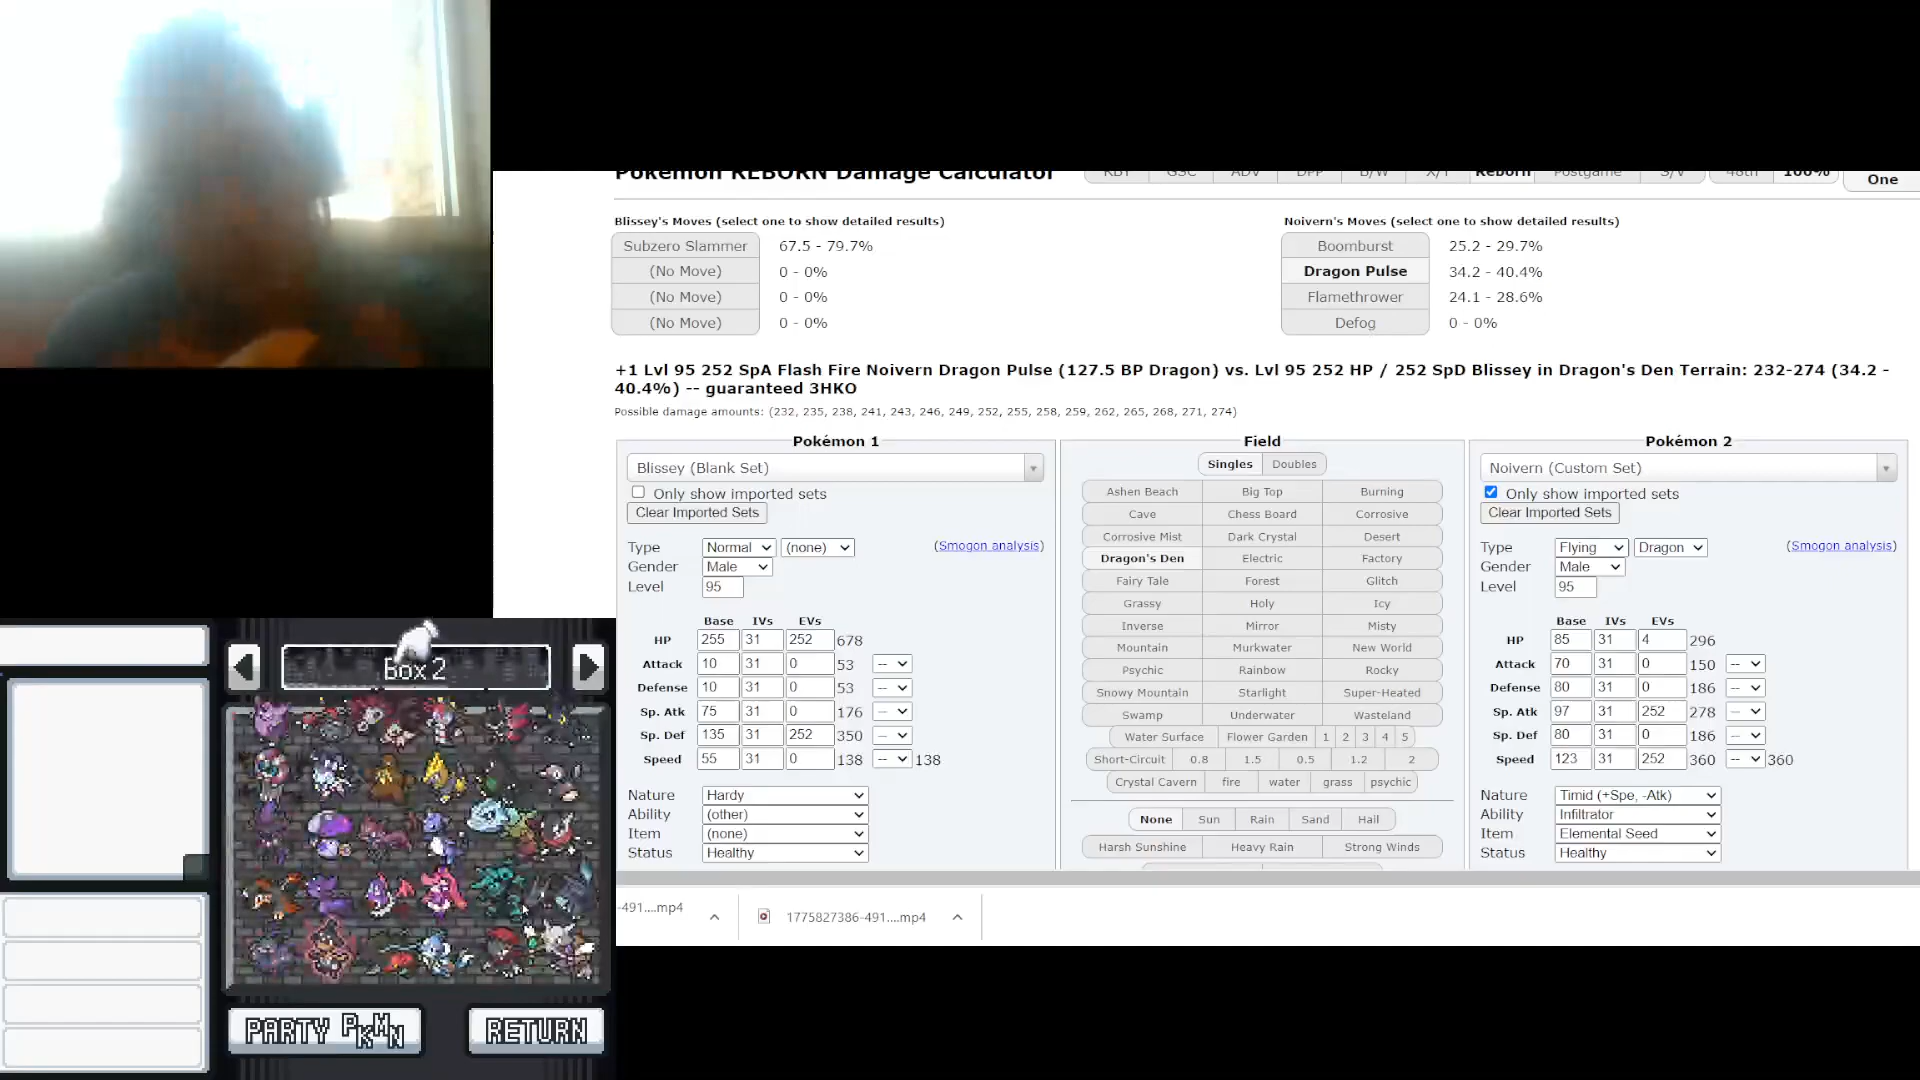 Pokémon REBORN Damage Calculator
RBY GSC ADV DPP B/W X/Y Reborn Postgame S/V 48th 100% One
Blissey's Moves (select one to show detailed results)
Subzero Slammer 67.5 - 79.7%
(No Move) 0 - 0%
(No Move) 0 - 0%
(No Move) 0 - 0%
Noivern's Moves (select one to show detailed results)
Boomburst 25.2 - 29.7%
Dragon Pulse 34.2 - 40.4%
Flamethrower 24.1 - 28.6%
Defog 0 - 0%
+1 Lvl 95 252 SpA Flash Fire Noivern Dragon Pulse (127.5 BP Dragon) vs. Lvl 95 252 HP / 252 SpD Blissey in Dragon's Den Terrain: 232-274 (34.2 -
40.4%) -- guaranteed 3HKO
Possible damage amounts: (232, 235, 238, 241, 243, 246, 249, 252, 255, 258, 259, 262, 265, 268, 271, 274)
Pokémon 1
Blissey (Blank Set)
Only show imported sets
Clear Imported Sets
Type Normal (none) (Smogon analysis)
Gender Male
Level 95
Base IVs EVs
HP 255 31 252 678
Attack 10 31 0 53 --
Defense 10 31 0 53 --
Sp. Atk 75 31 0 176 --
Sp. Def 135 31 252 350 --
Speed 55 31 0 138 -- 138
Nature Hardy
Ability (other)
Item (none)
Status Healthy
Field
Singles Doubles
Ashen Beach Big Top Burning
Cave Chess Board Corrosive
Corrosive Mist Dark Crystal Desert
Dragon's Den Electric Factory
Fairy Tale Forest Glitch
Grassy Holy Icy
Inverse Mirror Misty
Mountain Murkwater New World
Psychic Rainbow Rocky
Snowy Mountain Starlight Super-Heated
Swamp Underwater Wasteland
Water Surface Flower Garden 1 2 3 4 5
Short-Circuit 0.8 1.5 0.5 1.2 2
Crystal Cavern fire water grass psychic
None Sun Rain Sand Hail
Harsh Sunshine Heavy Rain Strong Winds
Pokémon 2
Noivern (Custom Set)
Only show imported sets
Clear Imported Sets
Type Flying Dragon (Smogon analysis)
Gender Male
Level 95
Base IVs EVs
HP 85 31 4 296
Attack 70 31 0 150 --
Defense 80 31 0 186 --
Sp. Atk 97 31 252 278 --
Sp. Def 80 31 0 186 --
Speed 123 31 252 360 -- 360
Nature Timid (+Spe, -Atk)
Ability Infiltrator
Item Elemental Seed
Status Healthy
-491....mp4
1775827386-491....mp4
Box 2
PARTY PKMN
RETURN